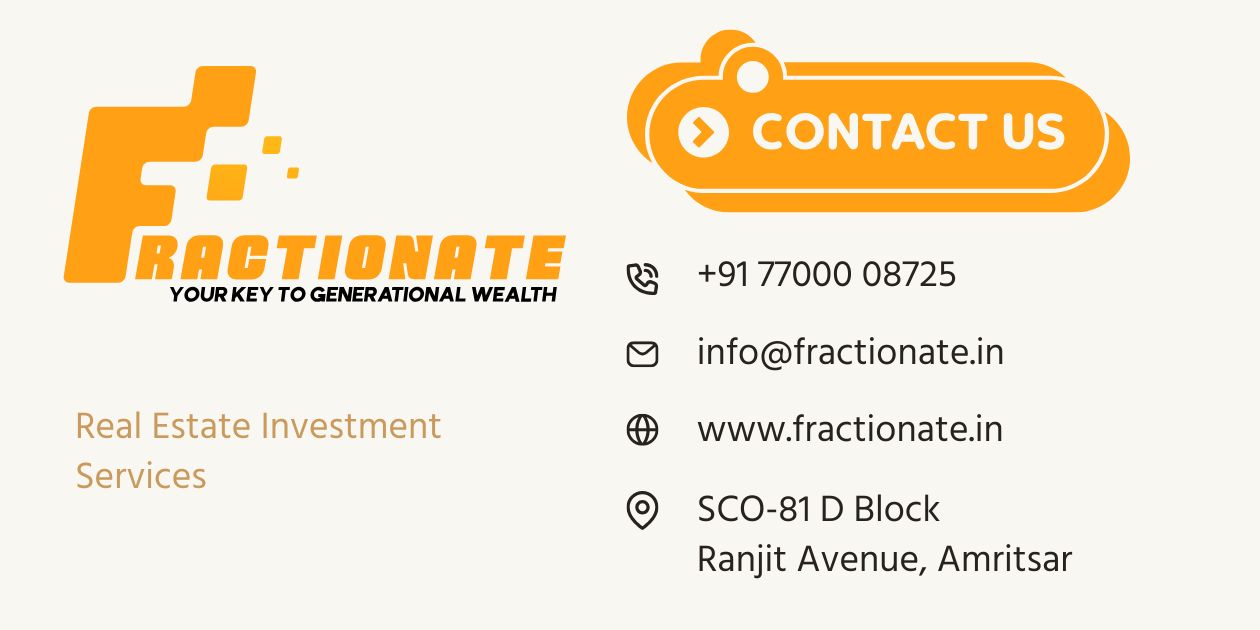 FRACTIONATE
YOUR KEY TO GENERATIONAL WEALTH
Real Estate Investment
Services
CONTACT US
+91 77000 08725
info@fractionate.in
www.fractionate.in
SCO-81 D Block
Ranjit Avenue, Amritsar